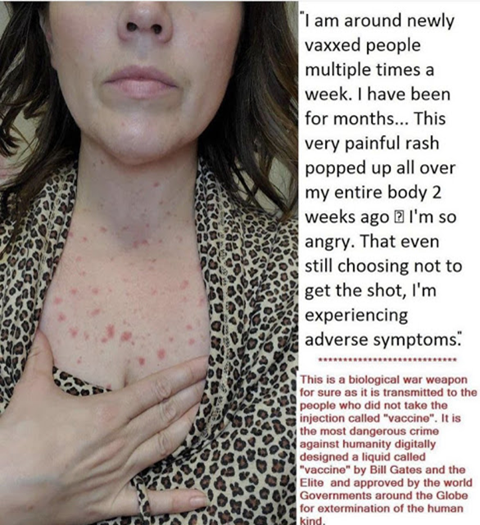 "I am around newly
vaxxed people
multiple times a
week. I have been
for months... This
very painful rash
popped up all over
my entire body 2
weeks ago � I'm so
angry. That even
still choosing not to
get the shot, I'm
experiencing
adverse symptoms."
****************************
This is a biological war weapon
for sure as it is transmitted to the
people who did not take the
injection called "vaccine". It is
the most dangerous crime
against humanity digitally
designed a liquid called
"vaccine" by Bill Gates and the
Elite and approved by the world
Governments around the Globe
for extermination of the human
kind.